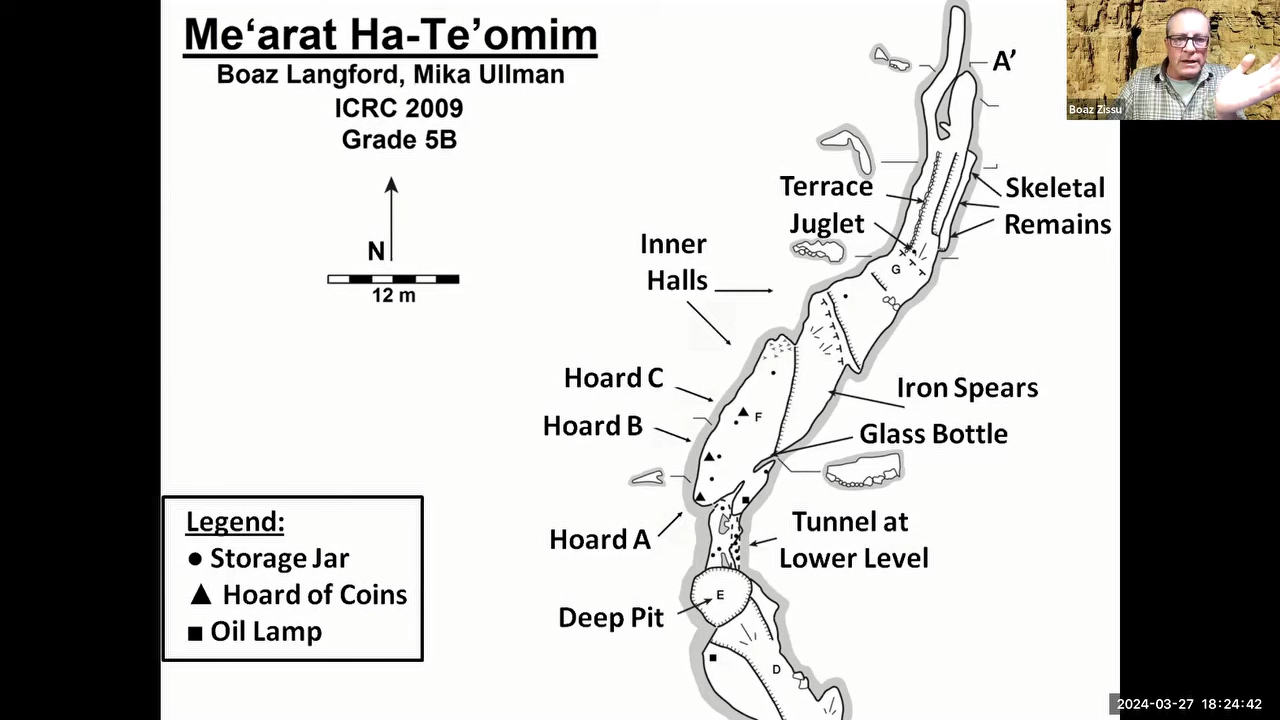 Me‘arat Ha-Te’omim
Boaz Langford, Mika Ullman
ICRC 2009
Grade 5B
N
12 m
A’
Boaz Zissu
Terrace
Juglet
Skeletal
Remains
Inner
Halls
G
Hoard C
Iron Spears
F
Hoard B
Glass Bottle
Hoard A
Tunnel at
Lower Level
E
Deep Pit
D
Legend:
Storage Jar
Hoard of Coins
Oil Lamp
2024-03-27 18:24:42